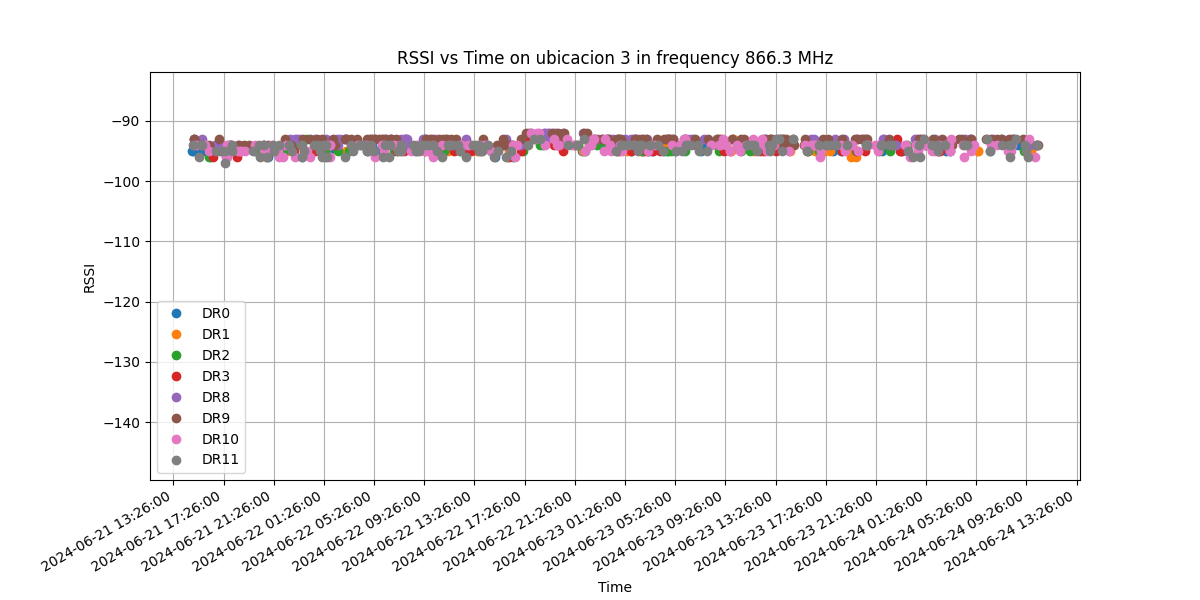 RSSI vs Time on ubicacion 3 in frequency 866.3 MHz
RSSI
−90
−100
−110
−120
−130
−140
DR0
DR1
DR2
DR3
DR8
DR9
DR10
DR11
2024-06-21 13:26:00
2024-06-21 17:26:00
2024-06-21 21:26:00
2024-06-22 01:26:00
2024-06-22 05:26:00
2024-06-22 09:26:00
2024-06-22 13:26:00
2024-06-22 17:26:00
2024-06-22 21:26:00
2024-06-23 01:26:00
2024-06-23 05:26:00
2024-06-23 09:26:00
2024-06-23 13:26:00
2024-06-23 17:26:00
2024-06-23 21:26:00
2024-06-24 01:26:00
2024-06-24 05:26:00
2024-06-24 09:26:00
2024-06-24 13:26:00
Time